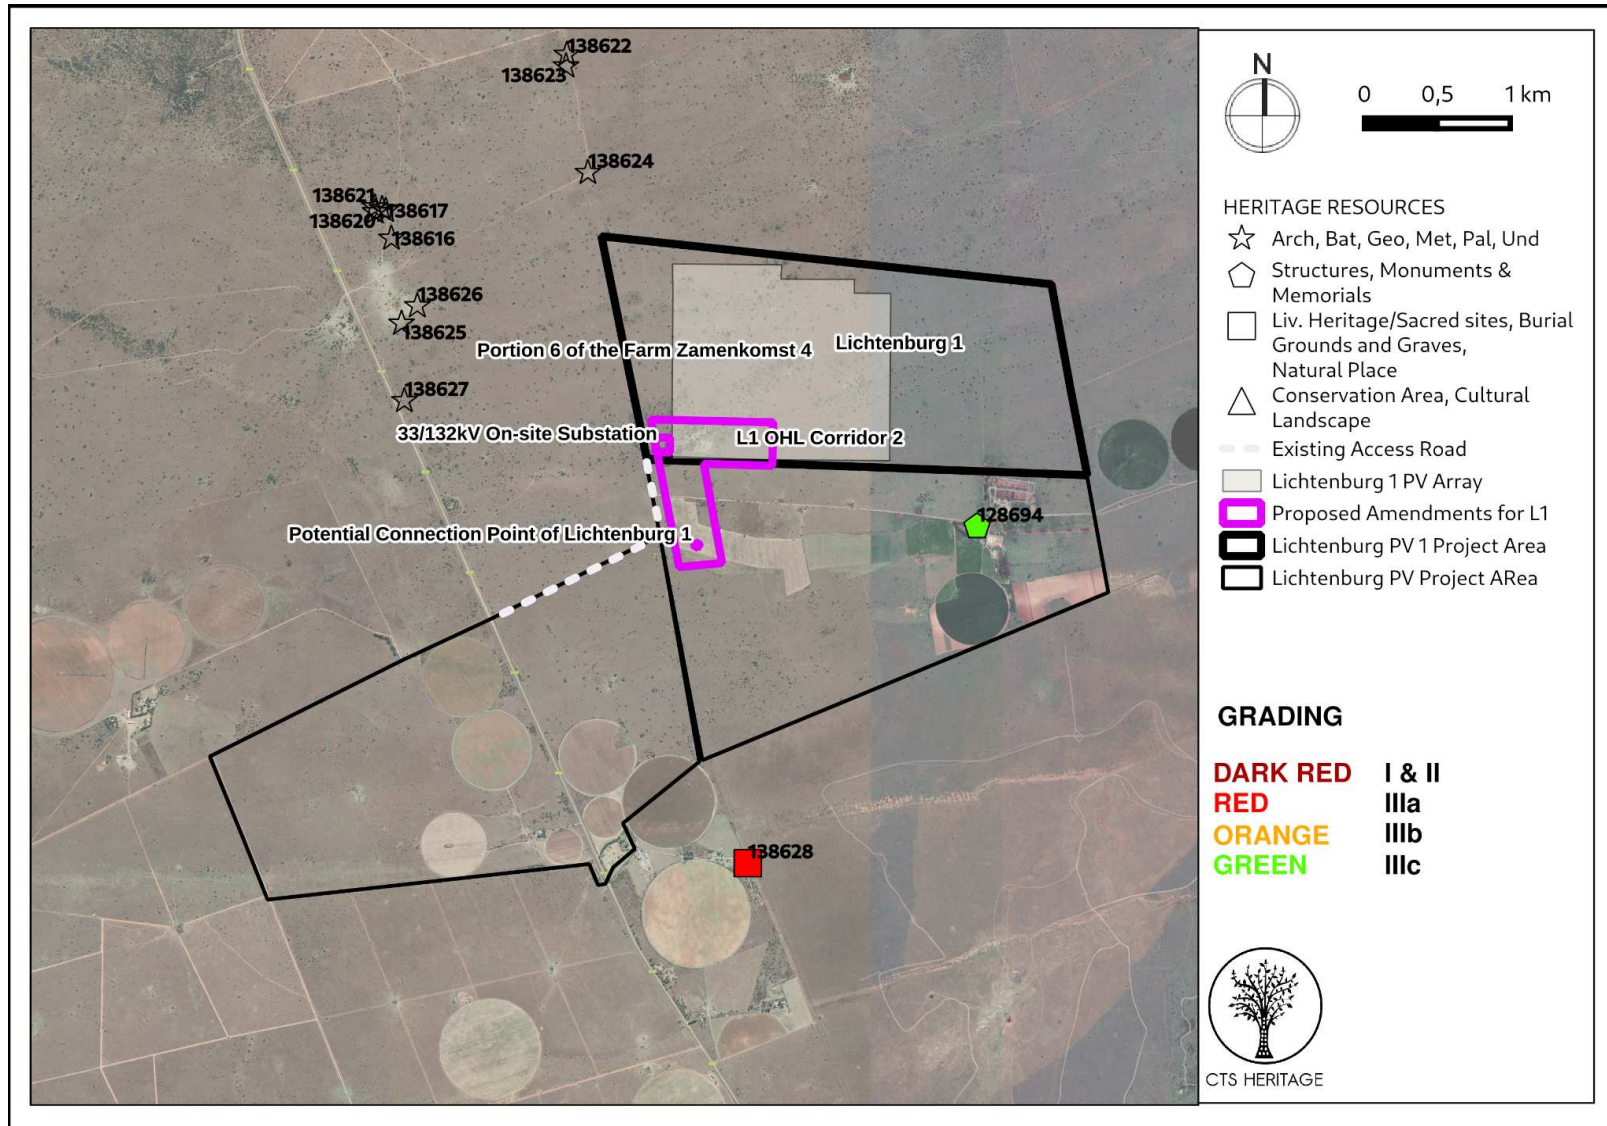 138622
138623
138624
138621
138617
138620
138616
138626
138625
Portion 6 of the Farm Zamenkomst 4
Lichtenburg 1
138627
33/132kV On-site Substation
L1 OHL Corridor 2
128694
Potential Connection Point of Lichtenburg 1
138628
N
0 0,5 1 km
HERITAGE RESOURCES
Arch, Bat, Geo, Met, Pal, Und
Structures, Monuments &
Memorials
Liv. Heritage/Sacred sites, Burial
Grounds and Graves,
Natural Place
Conservation Area, Cultural
Landscape
Existing Access Road
Lichtenburg 1 PV Array
Proposed Amendments for L1
Lichtenburg PV 1 Project Area
Lichtenburg PV Project ARea
GRADING
DARK RED I & II
RED IIIa
ORANGE IIIb
GREEN IIIc
CTS HERITAGE